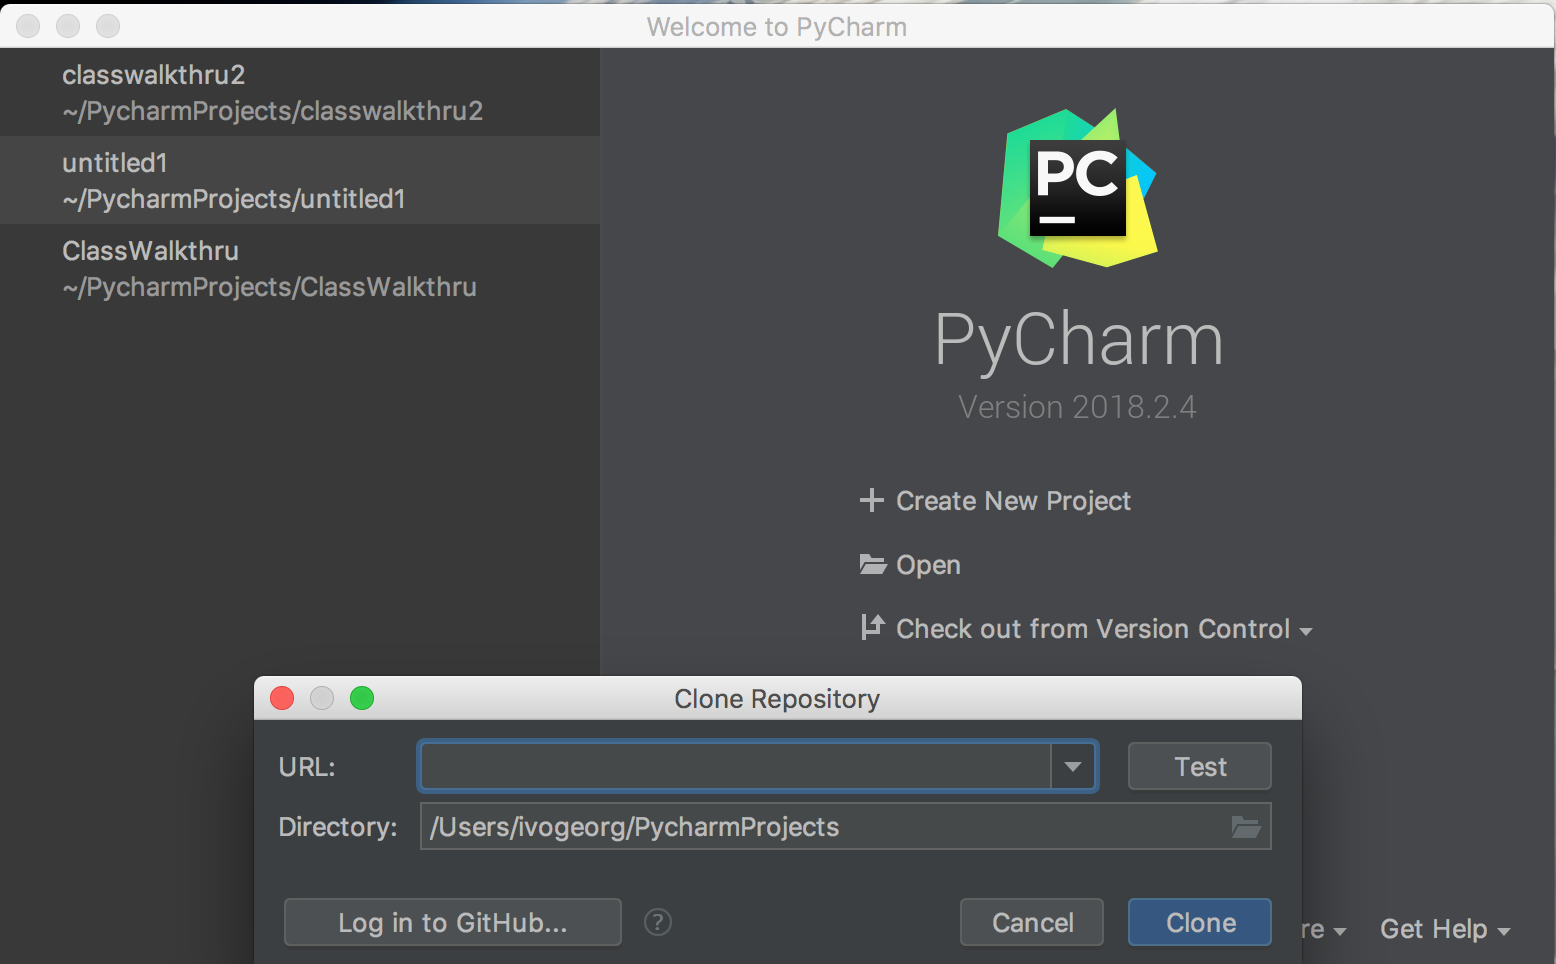 Welcome to PyCharm
classwalkthru2
~/PycharmProjects/classwalkthru2
untitled1
~/PycharmProjects/untitled1
ClassWalkthru
~/PycharmProjects/ClassWalkthru
PC
PyCharm
Version 2018.2.4
Create New Project
Open
Check out from Version Control
Clone Repository
URL:
Test
Directory: /Users/ivogeorg/PycharmProjects
Log in to GitHub... ? Cancel Clone
re Get Help